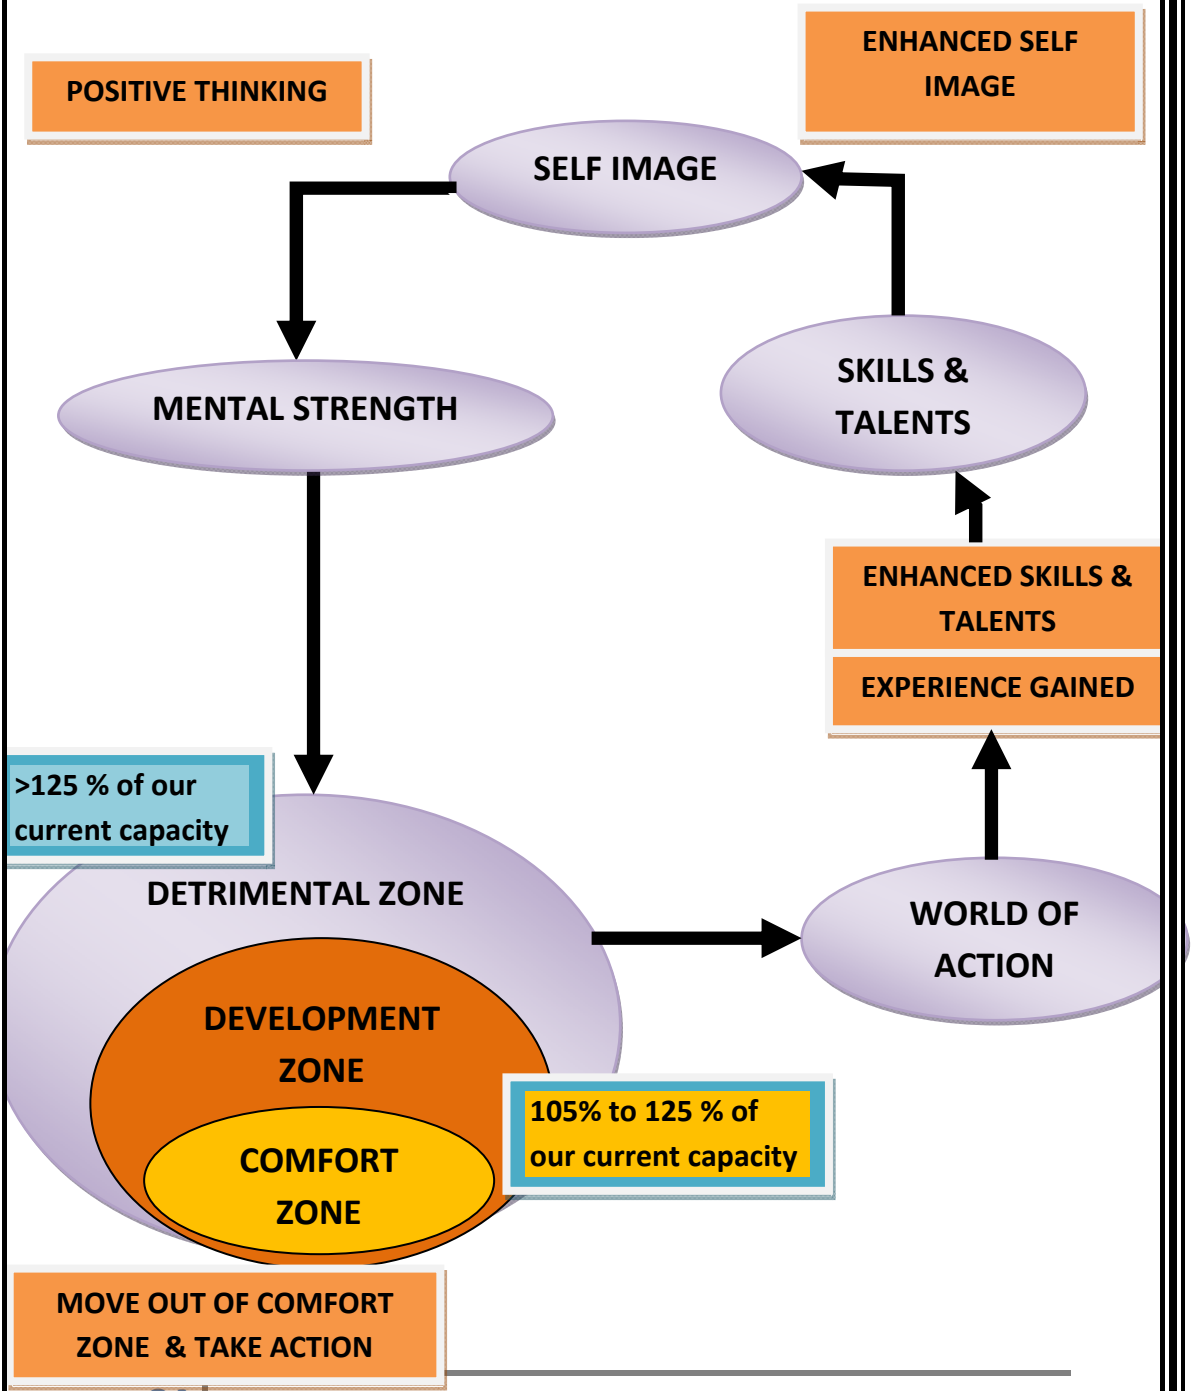 ENHANCED SELF
IMAGE
POSITIVE THINKING
SELF IMAGE
MENTAL STRENGTH
SKILLS &
TALENTS
ENHANCED SKILLS &
TALENTS
EXPERIENCE GAINED
>125 % of our
current capacity
DETRIMENTAL ZONE
WORLD OF
ACTION
DEVELOPMENT
ZONE
105% to 125 % of
our current capacity
COMFORT
ZONE
MOVE OUT OF COMFORT
ZONE & TAKE ACTION